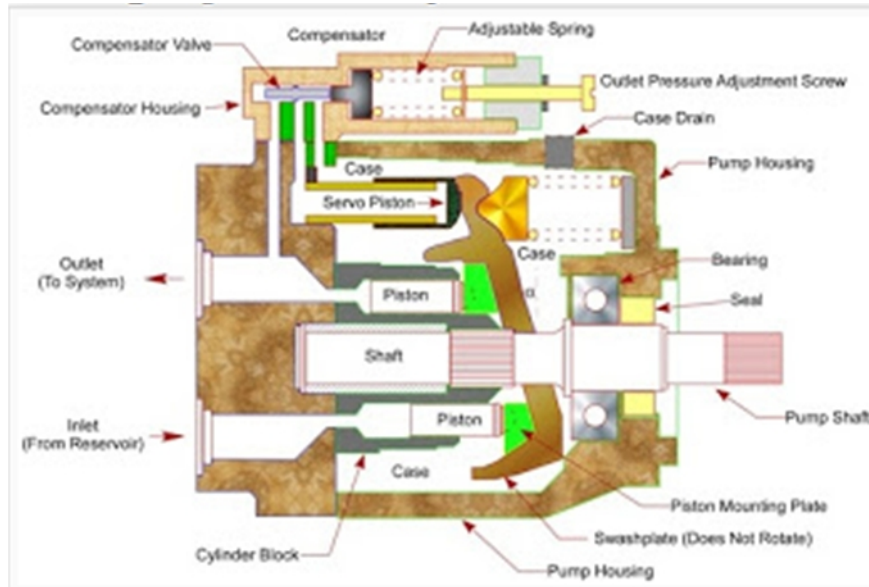 Compensator Valve
Compensator
Adjustable Spring
Compensator Housing
Outlet Pressure Adjustment Screw
Case Drain
Pump Housing
Case
Servo Piston
Case
Outlet
(To System)
Bearing
Piston
α
Seal
Shaft
Inlet
(From Reservoir)
Piston
Pump Shaft
Case
Piston Mounting Plate
Cylinder Block
Swashplate (Does Not Rotate)
Pump Housing